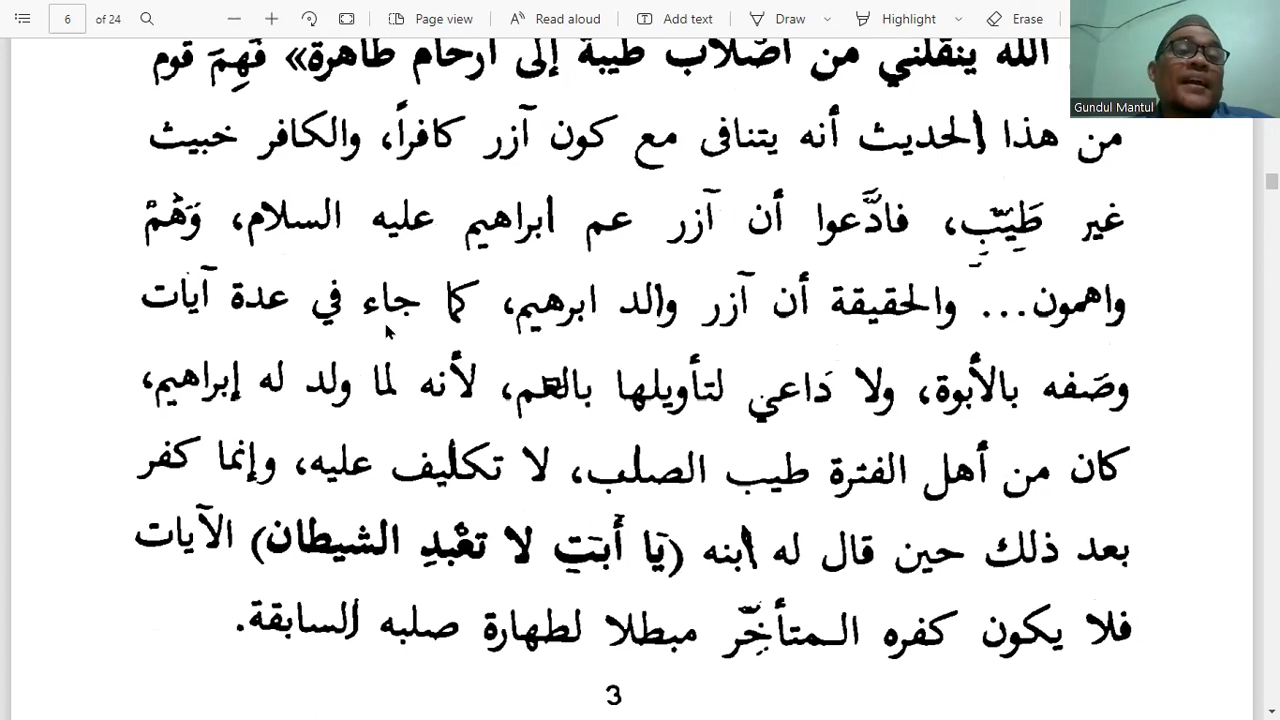 6
of 24
Page view
Read aloud
Add text
Draw
Highlight
Erase
Gundul Mantul
الله ينقلني من أصلاب طيبة إلى أرحام طاهرة» فَهِمَ قوم
من هذا الحديث أنه يتنافى مع كون آزر كافراً، والكافر خبيث
غير طَيِّبٍ، فادَّعوا أن آزر عم ابراهيم عليه السلام، وَهُمْ
واهمون... والحقيقة أن آزر والد ابرهيم، كما جاء في عدة آيات
وصَفه بالأبوة، ولا دَاعي لتأويلها بالعم، لأنه لما ولد له إبراهيم،
كان من أهل الفترة طيب الصلب، لا تكليف عليه، وإنما كفر
بعد ذلك حين قال له ابنه (يَا أَبَتِ لا تعْبدِ الشيطان) الآيات
فلا يكون كفره المتأخِّر مبطلا لطهارة صلبه السابقة.
3